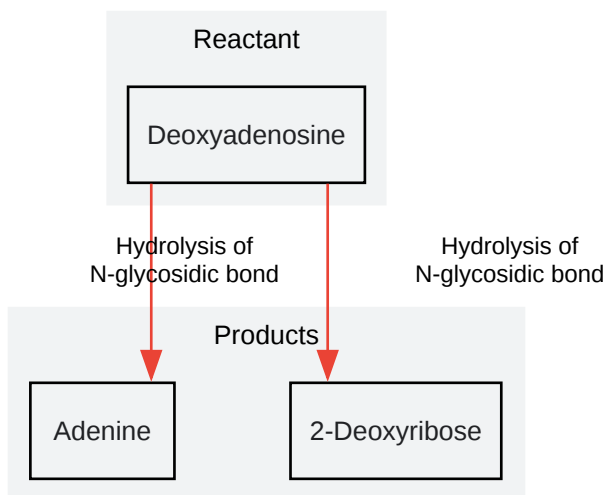 Reactant
Deoxyadenosine
Hydrolysis of
N-glycosidic bond
Hydrolysis of
N-glycosidic bond
Products
Adenine
2-Deoxyribose